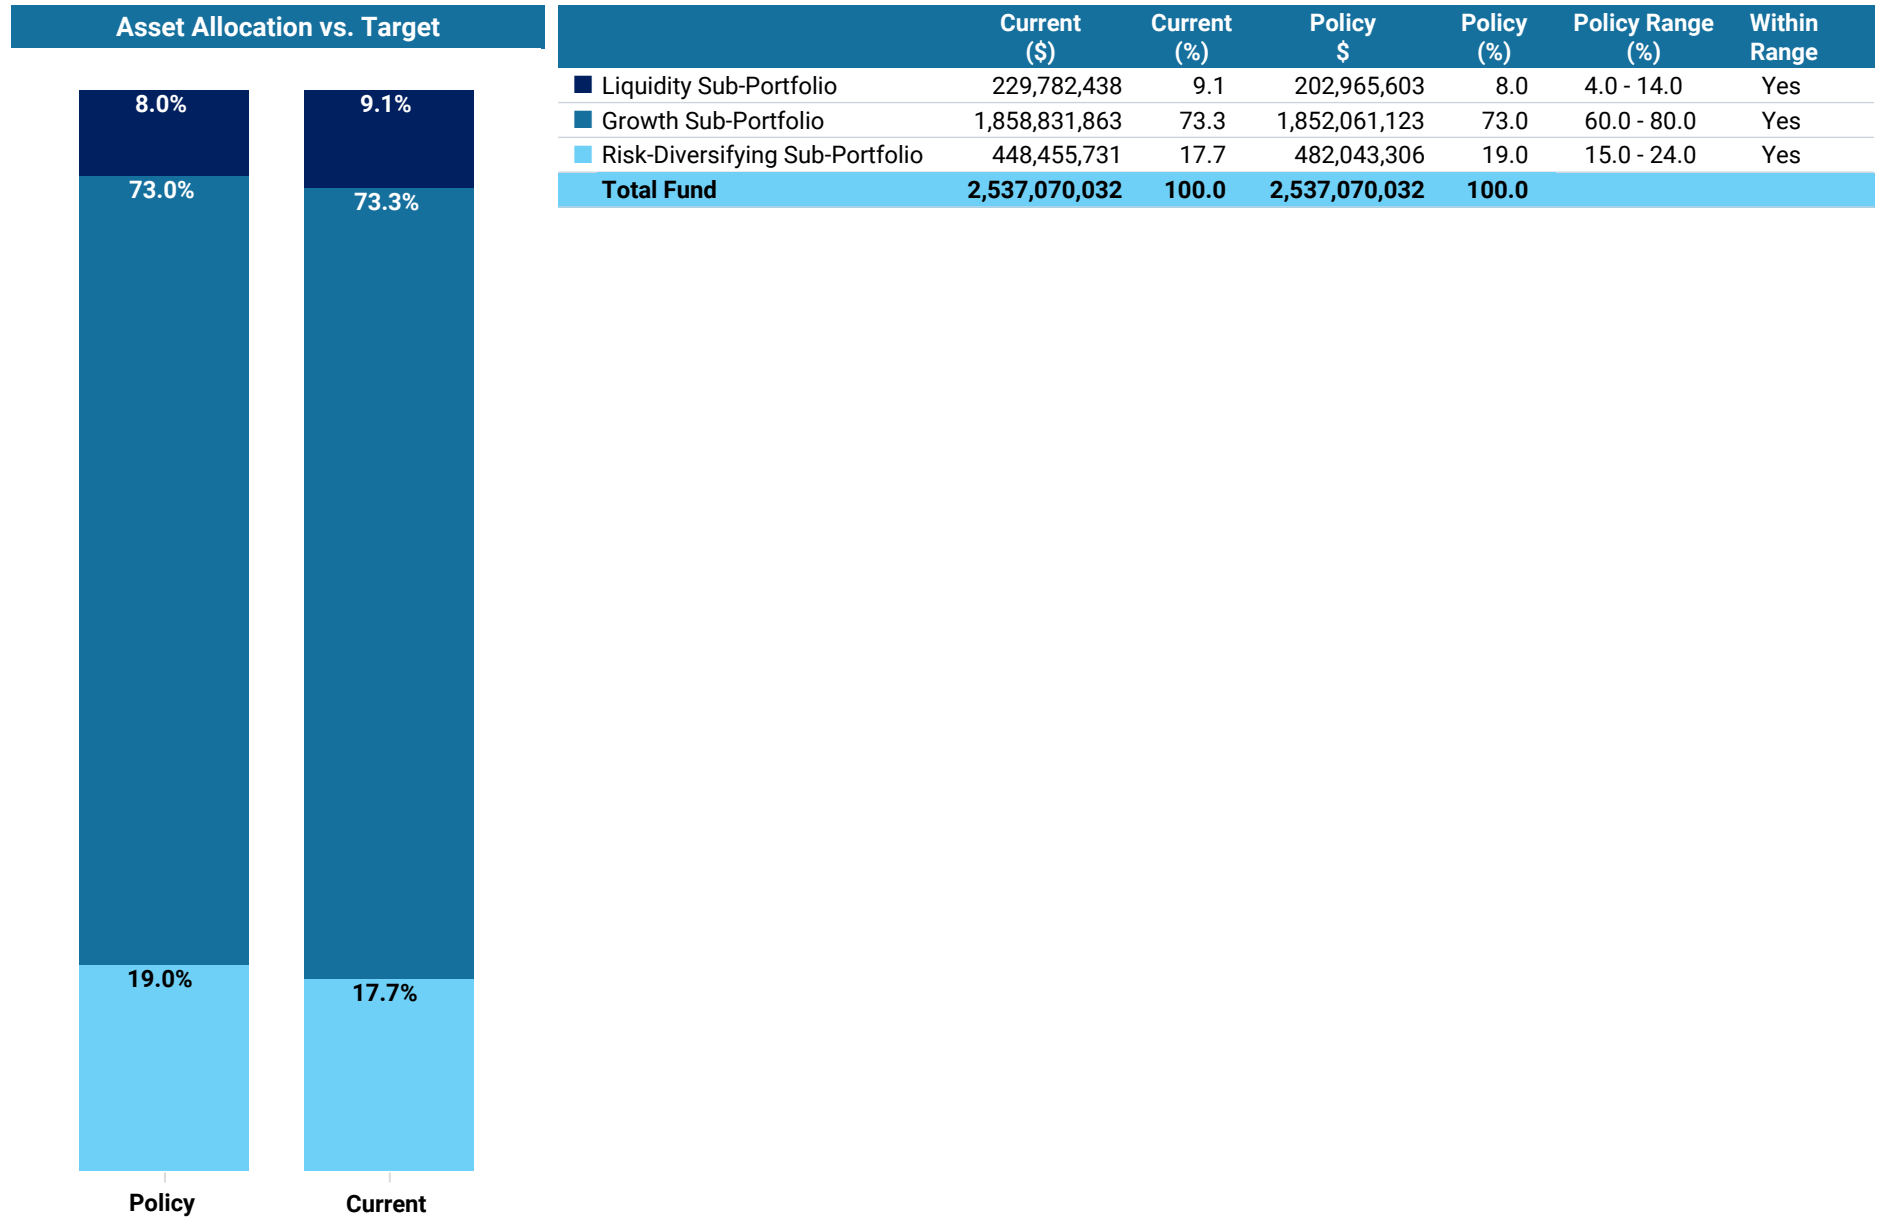 Asset Allocation vs. Target
8.0%
9.1%
73.0%
73.3%
19.0%
17.7%
Policy
Current
Current Current Policy Policy Policy Range Within
($) (%) $ (%) (%) Range
Liquidity Sub-Portfolio 229,782,438 9.1 202,965,603 8.0 4.0 - 14.0 Yes
Growth Sub-Portfolio 1,858,831,863 73.3 1,852,061,123 73.0 60.0 - 80.0 Yes
Risk-Diversifying Sub-Portfolio 448,455,731 17.7 482,043,306 19.0 15.0 - 24.0 Yes
Total Fund 2,537,070,032 100.0 2,537,070,032 100.0